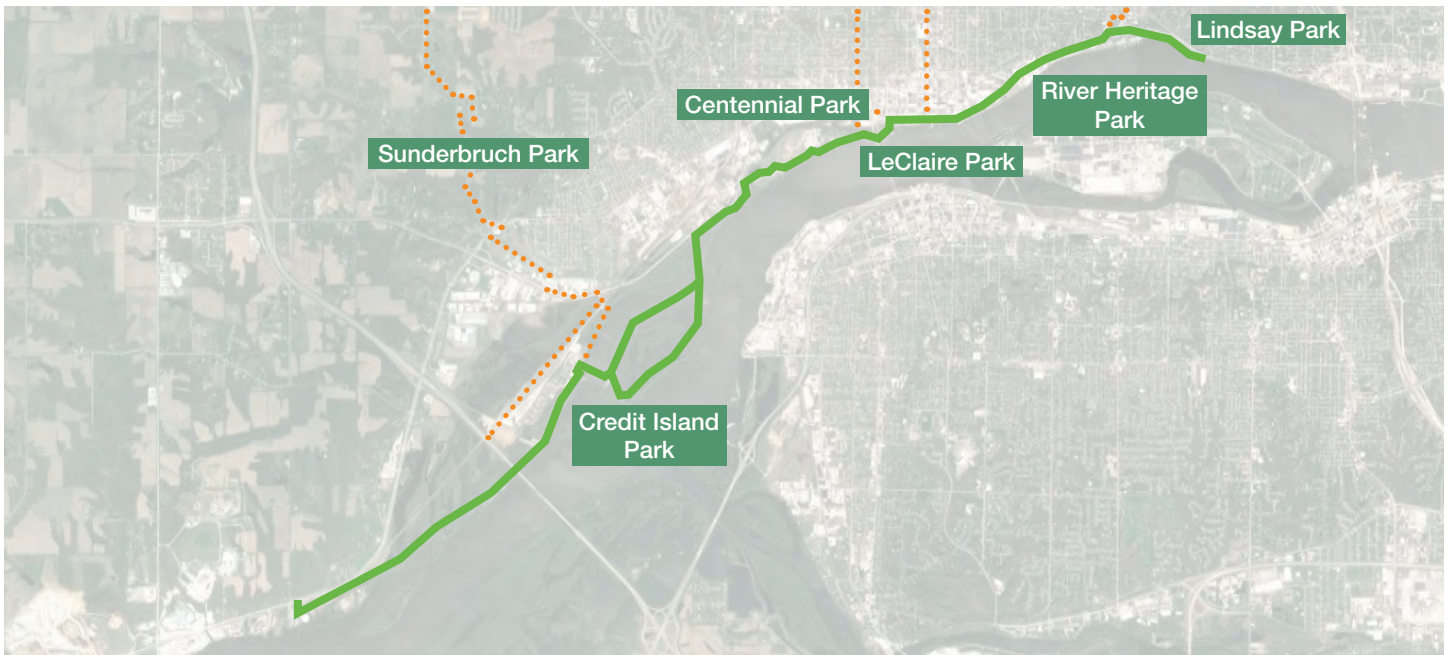 Lindsay Park
River Heritage
Park
Centennial Park
LeClaire Park
Sunderbruch Park
Credit Island
Park